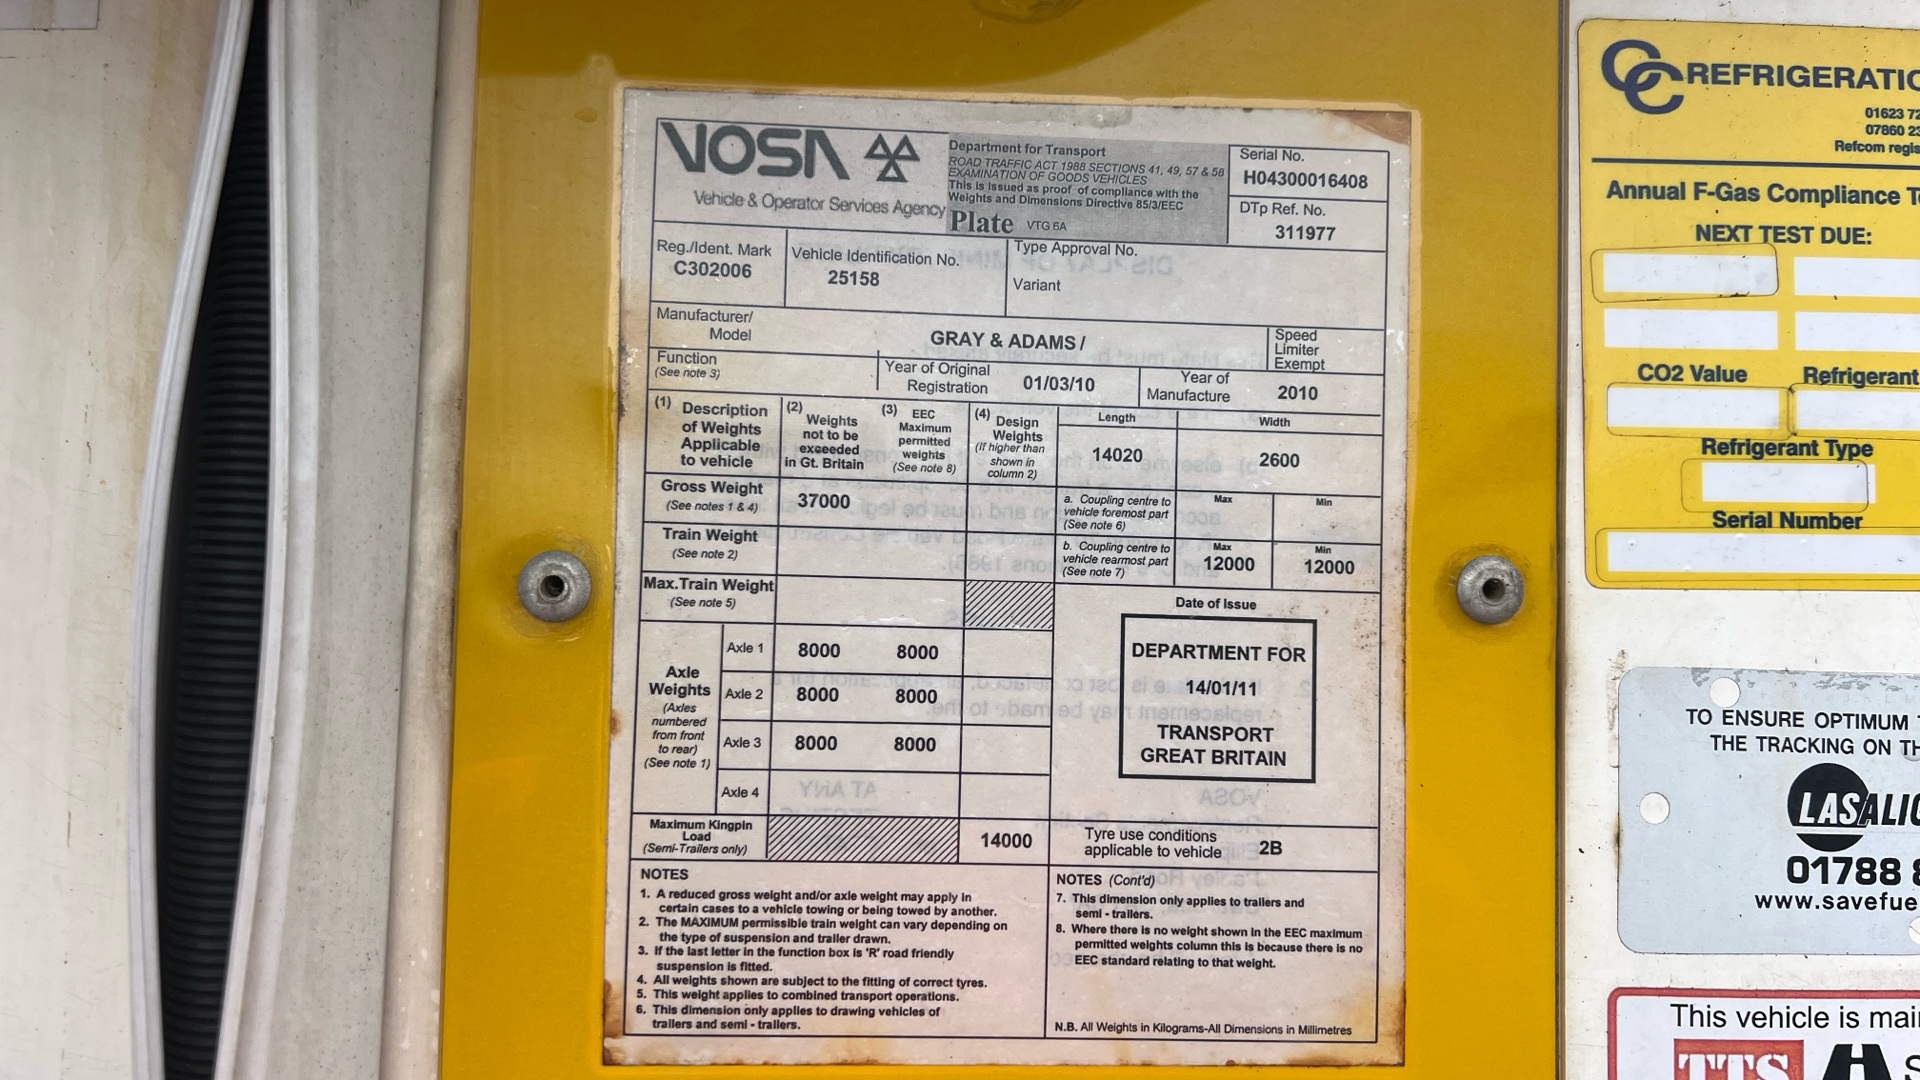 VOSA
Vehicle & Operator Services Agency
Department for Transport
ROAD TRAFFIC ACT 1988 SECTIONS 41, 49, 57 & 58
EXAMINATION OF GOODS VEHICLES
This is issued as proof of compliance with the
Weights and Dimensions Directive 85/3/EEC
Plate VTG 6A
Serial No.
H04300016408
DTp Ref. No.
311977
Reg./Ident. Mark
C302006
Vehicle Identification No.
25158
Type Approval No.
Variant
Manufacturer/
Model
GRAY & ADAMS /
Speed
Limiter
Exempt
Function
(See note 3)
Year of Original
Registration
01/03/10
Year of
Manufacture
2010
(1) Description
of Weights
Applicable
to vehicle
(2) Weights
not to be
exceeded
in Gt. Britain
(3) EEC
Maximum
permitted
weights
(See note 8)
(4) Design
Weights
(If higher than
shown in
column 2)
Length
14020
Width
2600
Gross Weight
(See notes 1 & 4)
37000
a. Coupling centre to
vehicle foremost part
(See note 6)
Max
Min
Train Weight
(See note 2)
b. Coupling centre to
vehicle rearmost part
(See note 7)
Max
12000
Min
12000
Max.Train Weight
(See note 5)
Date of Issue
DEPARTMENT FOR
14/01/11
TRANSPORT
GREAT BRITAIN
Axle
Weights
(Axles
numbered
from front
to rear)
(See note 1)
Axle 1 8000 8000
Axle 2 8000 8000
Axle 3 8000 8000
Axle 4
Maximum Kingpin
Load
(Semi-Trailers only)
14000
Tyre use conditions
applicable to vehicle
2B
NOTES
1. A reduced gross weight and/or axle weight may apply in
certain cases to a vehicle towing or being towed by another.
2. The MAXIMUM permissible train weight can vary depending on
the type of suspension and trailer drawn.
3. If the last letter in the function box is 'R' road friendly
suspension is fitted.
4. All weights shown are subject to the fitting of correct tyres.
5. This weight applies to combined transport operations.
6. This dimension only applies to drawing vehicles of
trailers and semi - trailers.
NOTES (Cont'd)
7. This dimension only applies to trailers and
semi - trailers.
8. Where there is no weight shown in the EEC maximum
permitted weights column this is because there is no
EEC standard relating to that weight.
N.B. All Weights in Kilograms-All Dimensions in Millimetres
CC REFRIGERATIO
01623 72
07860 23
Refcom regis
Annual F-Gas Compliance Te
NEXT TEST DUE:
CO2 Value
Refrigerant
Refrigerant Type
Serial Number
TO ENSURE OPTIMUM
THE TRACKING ON TH
LASALIG
01788 8
www.savefue
This vehicle is mai
TTS